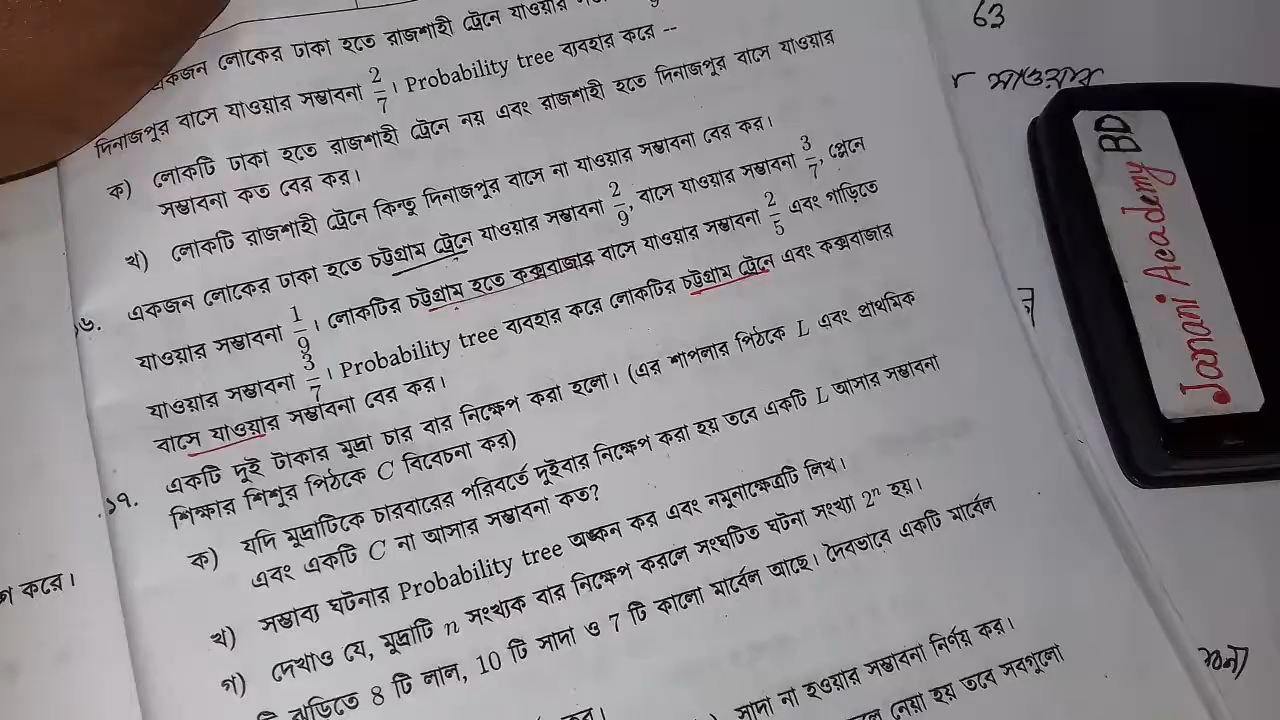 একজন লোকের ঢাকা হতে রাজশাহী ট্রেনে যাওয়ার
দিনাজপুর বাসে যাওয়ার সম্ভাবনা 2/7। Probability tree ব্যবহার করে --
ক) লোকটি ঢাকা হতে রাজশাহী ট্রেনে নয় এবং রাজশাহী হতে দিনাজপুর বাসে যাওয়ার
সম্ভাবনা কত বের কর।
খ) লোকটি রাজশাহী ট্রেনে কিন্তু দিনাজপুর বাসে না যাওয়ার সম্ভাবনা বের কর।
১৬. একজন লোকের ঢাকা হতে চট্টগ্রাম ট্রেনে যাওয়ার সম্ভাবনা 2/9, বাসে যাওয়ার সম্ভাবনা 3/7, প্লেনে
যাওয়ার সম্ভাবনা 1/9। লোকটির চট্টগ্রাম হতে কক্সবাজার বাসে যাওয়ার সম্ভাবনা 2/5 এবং গাড়িতে
যাওয়ার সম্ভাবনা 3/7। Probability tree ব্যবহার করে লোকটির চট্টগ্রাম ট্রেনে এবং কক্সবাজার
বাসে যাওয়ার সম্ভাবনা বের কর।
১৭. একটি দুই টাকার মুদ্রা চার বার নিক্ষেপ করা হলো। (এর শাপলার পিঠকে L এবং প্রাথমিক
শিক্ষার শিশুর পিঠকে C বিবেচনা কর)
ক) যদি মুদ্রাটিকে চারবারের পরিবর্তে দুইবার নিক্ষেপ করা হয় তবে একটি L আসার সম্ভাবনা
এবং একটি C না আসার সম্ভাবনা কত?
খ) সম্ভাব্য ঘটনার Probability tree অঙ্কন কর এবং নমুনাক্ষেত্রটি লিখ।
গ) দেখাও যে, মুদ্রাটি n সংখ্যক বার নিক্ষেপ করলে সংঘটিত ঘটনা সংখ্যা 2ⁿ হয়।
ঝুড়িতে 8 টি লাল, 10 টি সাদা ও 7 টি কালো মার্বেল আছে। দৈবভাবে একটি মার্বেল
সাদা না হওয়ার সম্ভাবনা নির্ণয় কর।
নেয়া হয় তবে সবগুলো
করে।
63
Janani Academy BD